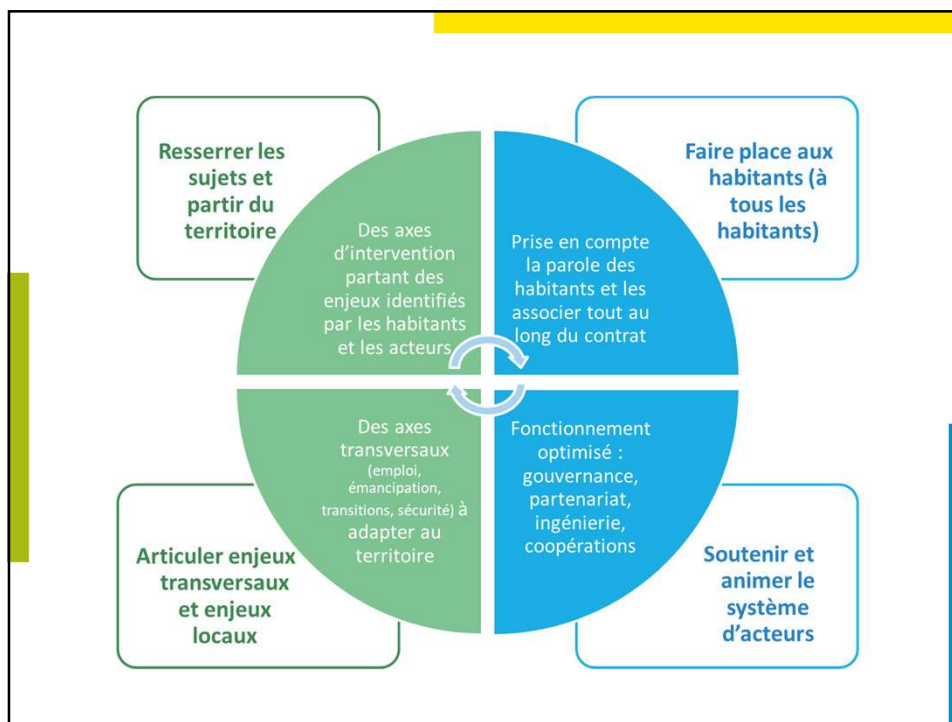 Resserrer les
sujets et
partir du
territoire
Des axes
d'intervention
partant des
enjeux identifiés
par les habitants
et les acteurs
Faire place aux
habitants (à
tous les
habitants)
Prise en compte
la parole des
habitants et les
associer tout au
long du contrat
Articuler enjeux
transversaux
et enjeux
locaux
Des axes
transversaux
(emploi,
émancipation,
transitions, sécurité) à
adapter au
territoire
Fonctionnement
optimisé :
gouvernance,
partenariat,
ingénierie,
coopérations
Soutenir et
animer le
système
d'acteurs